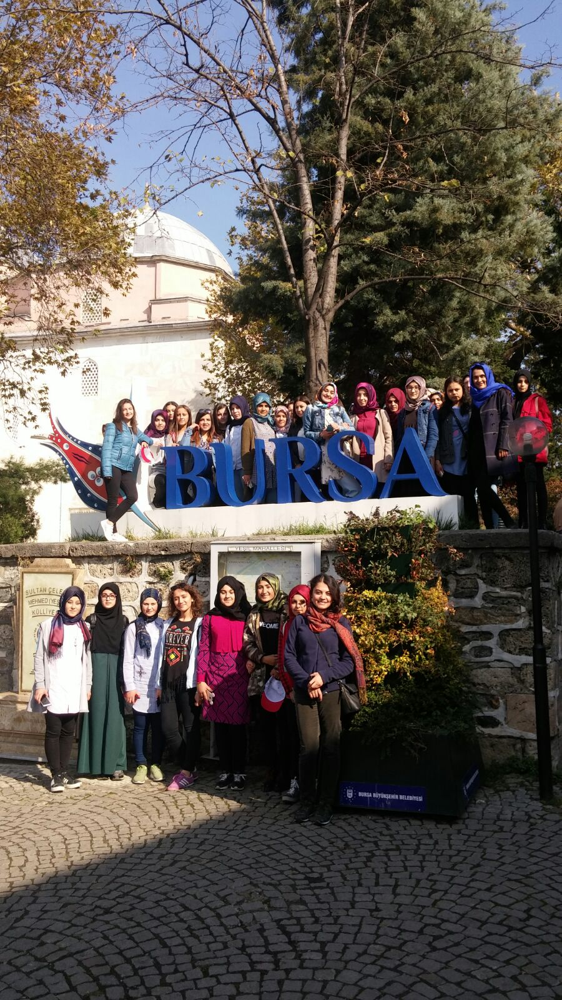 BURSA
YEŞİL MAHALLESİ
SULTAN ÇELE
MEHMED (YEŞ
KÜLLİYE
FOREVER
BURSA BÜYÜKŞEHİR BELEDİYESİ